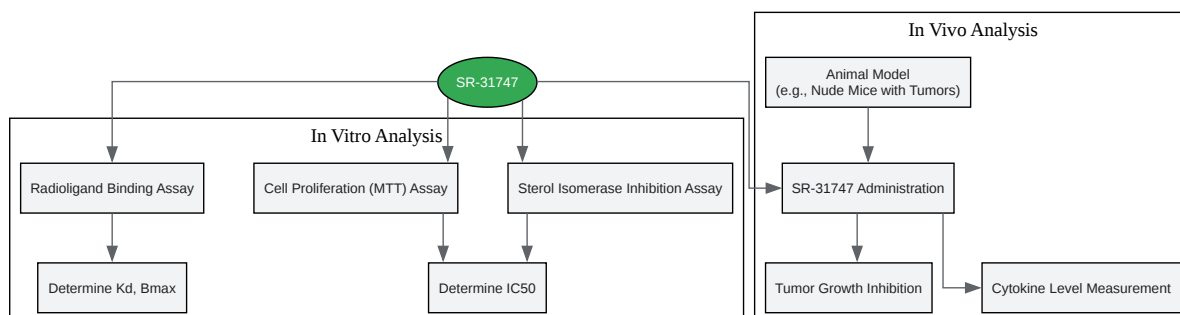 In Vivo Analysis
SR-31747
Animal Model
(e.g., Nude Mice with Tumors)
In Vitro Analysis
Radioligand Binding Assay
Cell Proliferation (MTT) Assay
Sterol Isomerase Inhibition Assay
SR-31747 Administration
Determine Kd, Bmax
Determine IC50
Tumor Growth Inhibition
Cytokine Level Measurement